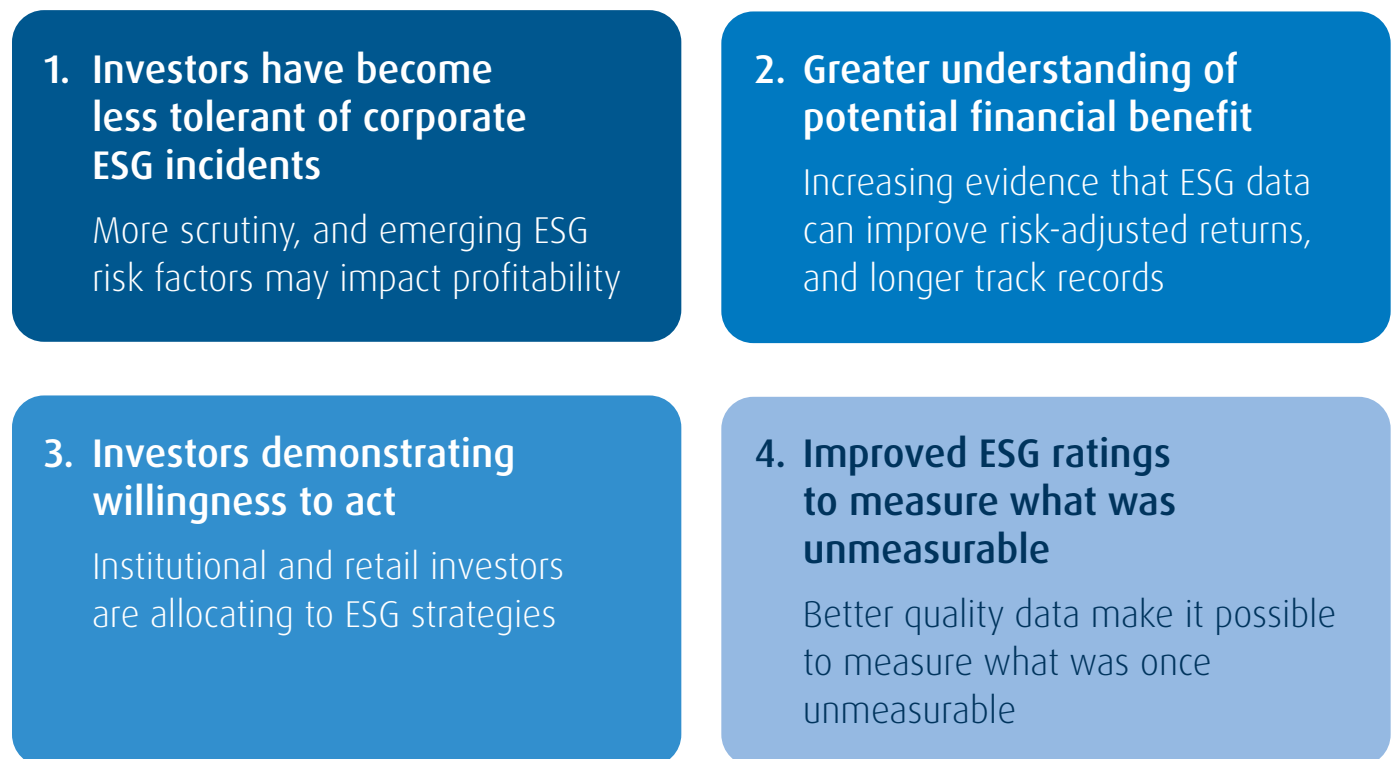 1. Investors have become
less tolerant of corporate
ESG incidents
More scrutiny, and emerging ESG
risk factors may impact profitability
2. Greater understanding of
potential financial benefit
Increasing evidence that ESG data
can improve risk-adjusted returns,
and longer track records
3. Investors demonstrating
willingness to act
Institutional and retail investors
are allocating to ESG strategies
4. Improved ESG ratings
to measure what was
unmeasurable
Better quality data make it possible
to measure what was once
unmeasurable